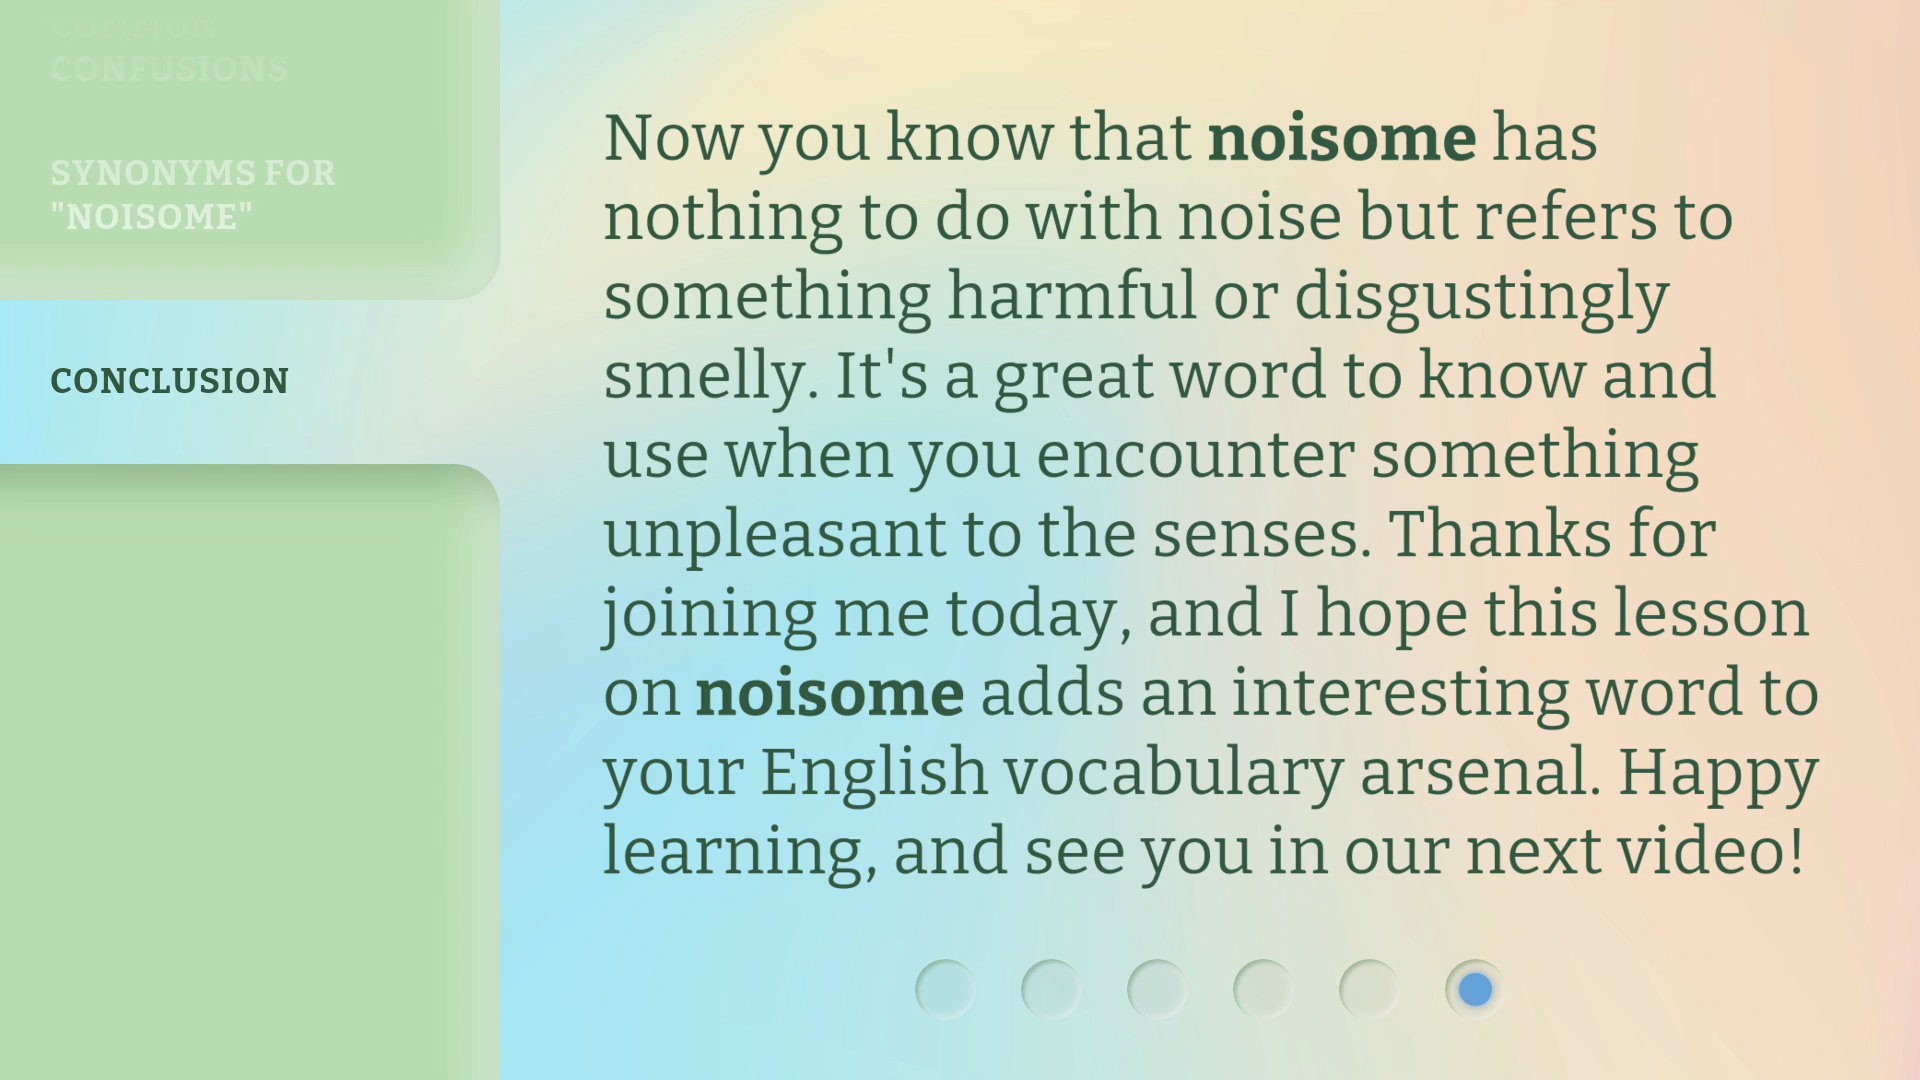 COMMON
CONFUSIONS
SYNONYMS FOR
"NOISOME"
CONCLUSION
Now you know that noisome has
nothing to do with noise but refers to
something harmful or disgustingly
smelly. It's a great word to know and
use when you encounter something
unpleasant to the senses. Thanks for
joining me today, and I hope this lesson
on noisome adds an interesting word to
your English vocabulary arsenal. Happy
learning, and see you in our next video!